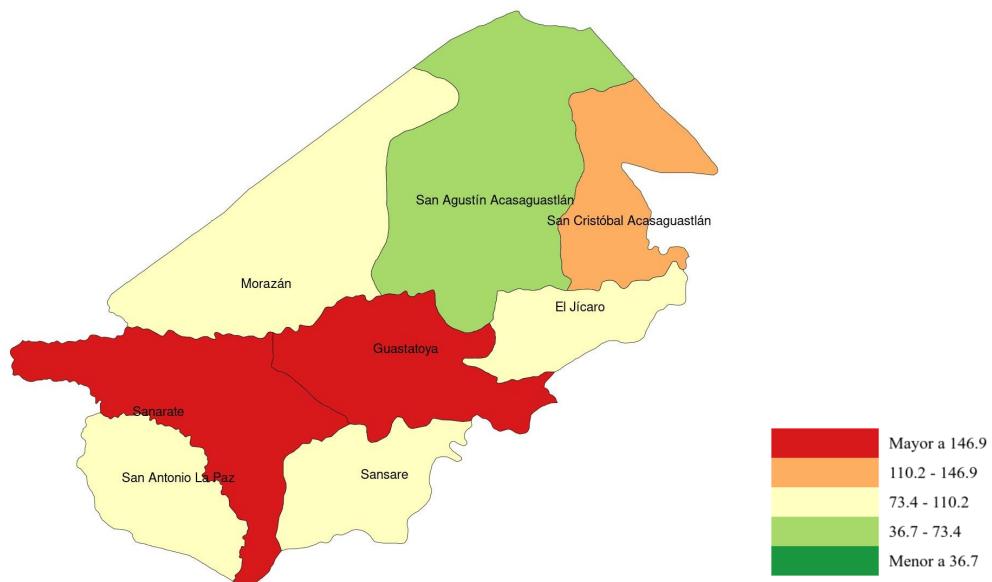 San Agustín Acasaguastlán
San Cristóbal Acasaguastlán
Morazán
El Jícaro
Guastatoya
Sanarate
San Antonio La Paz
Sansare
Mayor a 146.9
110.2 - 146.9
73.4 - 110.2
36.7 - 73.4
Menor a 36.7